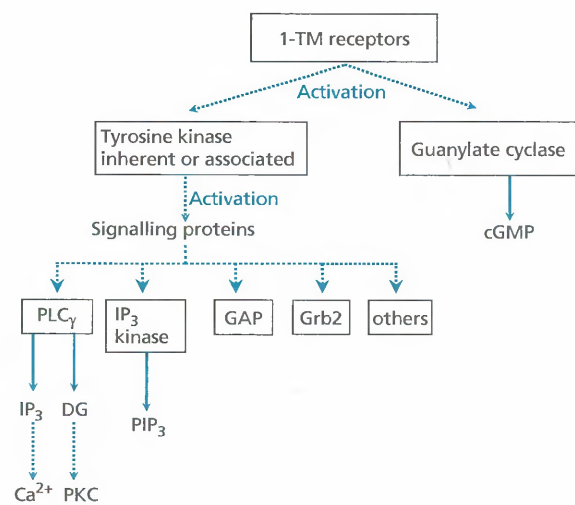 1-TM receptors
Activation
Tyrosine kinase
inherent or associated
Guanylate cyclase
Activation
Signalling proteins
cGMP
PLCγ
IP3
kinase
GAP
Grb2
others
IP3 DG
PIP3
Ca2+ PKC